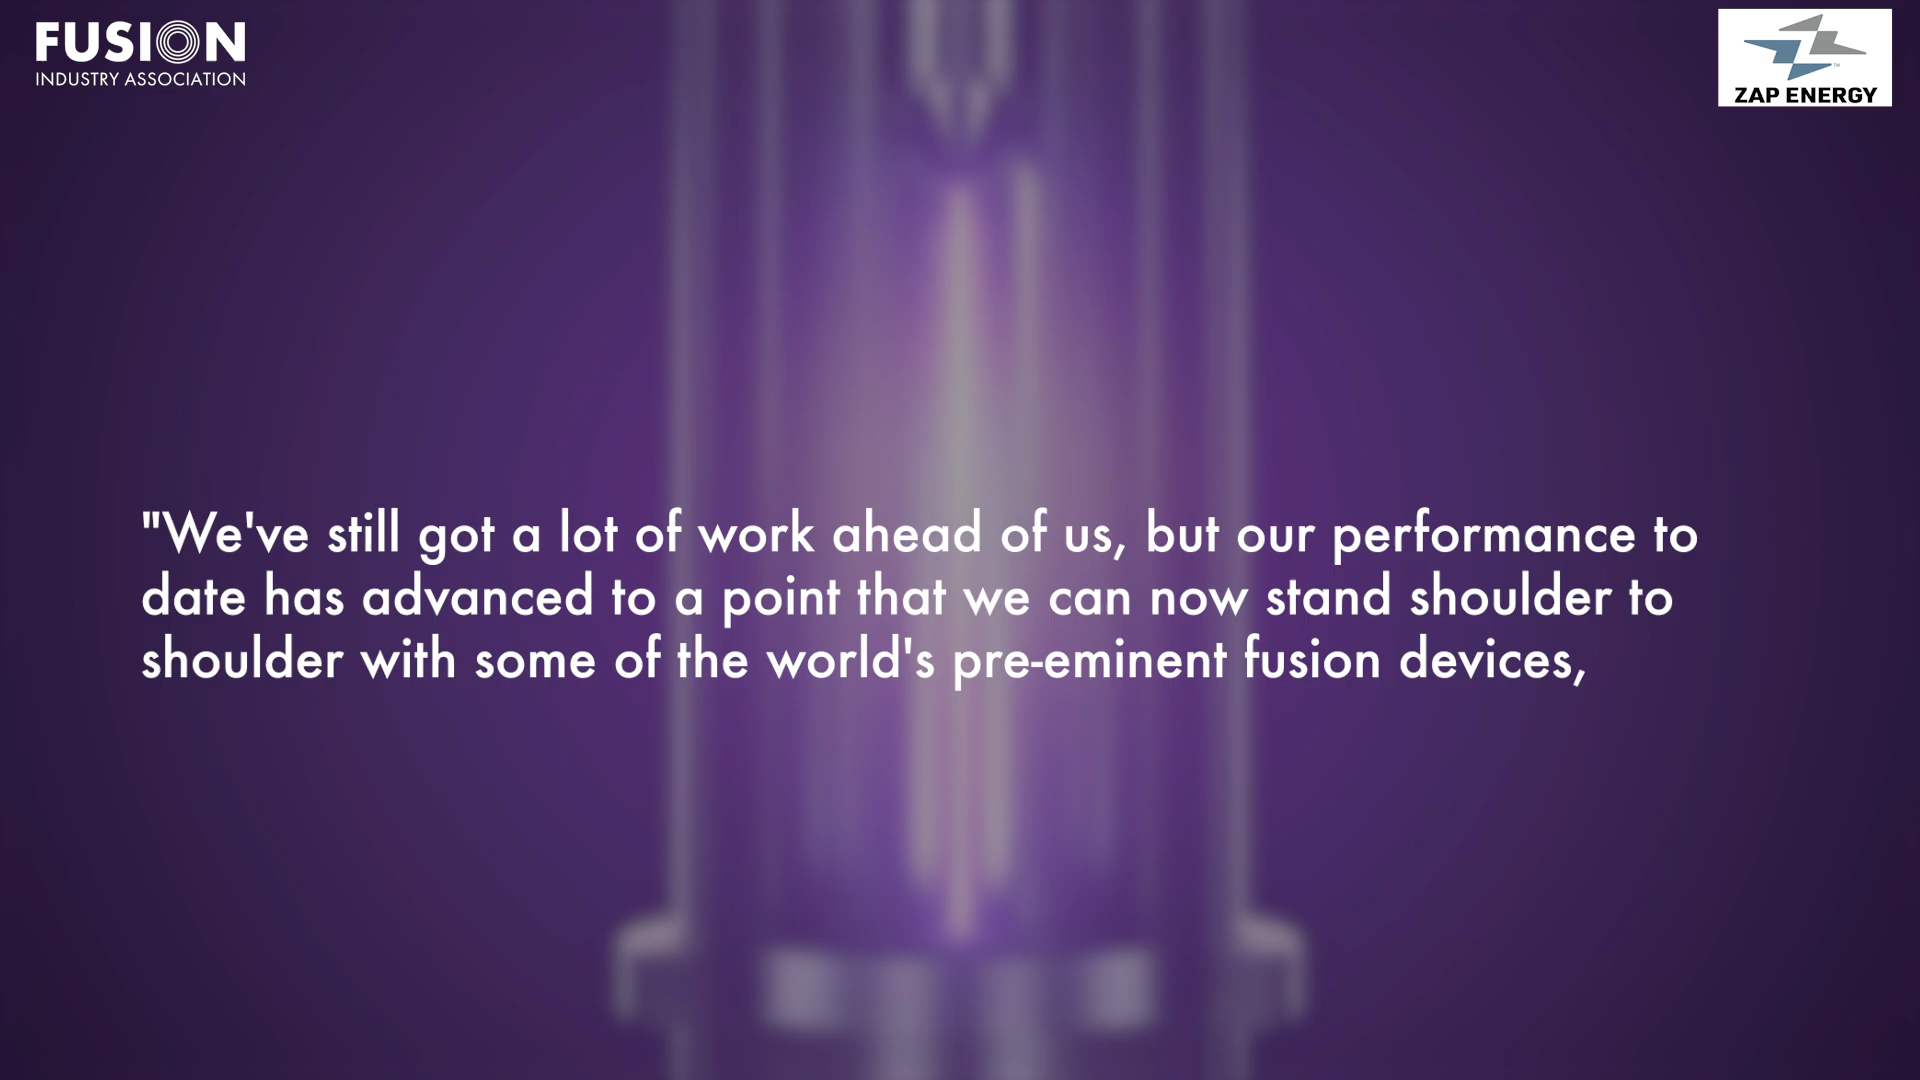 FUSION
INDUSTRY ASSOCIATION
ZAP ENERGY
"We've still got a lot of work ahead of us, but our performance to
date has advanced to a point that we can now stand shoulder to
shoulder with some of the world's pre-eminent fusion devices,